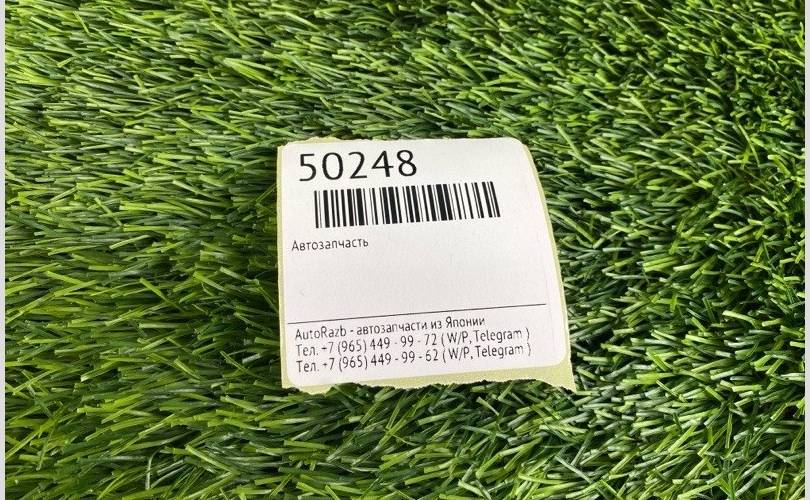 50248
Автозапчасть
AutoRazb - автозапчасти из Японии
Тел. +7 (965) 449 - 99 - 72 ( W/P, Telegram )
Тел. +7 (965) 449 - 99 - 62 ( W/P, Telegram )